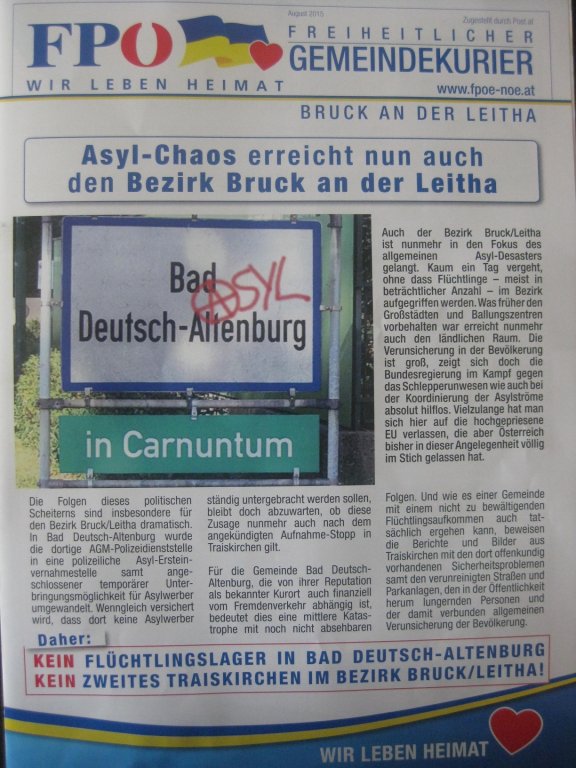 FPÖ
WIR LEBEN HEIMAT
August 2015
Zugestellt durch Post.at
FREIHEITLICHER
GEMEINDEKURIER
www.fpoe-noe.at
BRUCK AN DER LEITHA
Asyl-Chaos erreicht nun auch
den Bezirk Bruck an der Leitha
Bad
ASYL
Deutsch-Altenburg
in Carnuntum
Auch der Bezirk Bruck/Leitha
ist nunmehr in den Fokus des
allgemeinen Asyl-Desasters
gelangt. Kaum ein Tag vergeht,
ohne dass Flüchtlinge – meist in
beträchtlicher Anzahl – im Bezirk
aufgegriffen werden. Was früher den
Großstädten und Ballungszentren
vorbehalten war erreicht nunmehr
auch den ländlichen Raum. Die
Verunsicherung in der Bevölkerung
ist groß, zeigt sich doch die
Bundesregierung im Kampf gegen
das Schlepperunwesen wie auch bei
der Koordinierung der Asylströme
absolut hilflos. Vielzulange hat man
sich hier auf die hochgepriesene
EU verlassen, die aber Österreich
bisher in dieser Angelegenheit völlig
im Stich gelassen hat.
Die Folgen dieses politischen
Scheiterns sind insbesondere für
den Bezirk Bruck/Leitha dramatisch.
In Bad Deutsch-Altenburg wurde
die dortige AGM-Polizeidienststelle
in eine polizeiliche Asyl-Erstein-
vernahmestelle samt ange-
schlossener temporärer Unter-
bringungsmöglichkeit für Asylwerber
umgewandelt. Wenngleich versichert
wird, dass dort keine Asylwerber
ständig untergebracht werden sollen,
bleibt doch abzuwarten, ob diese
Zusage nunmehr auch nach dem
angekündigten Aufnahme-Stopp in
Traiskirchen gilt.
Für die Gemeinde Bad Deutsch-
Altenburg, die von ihrer Reputation
als bekannter Kurort auch finanziell
vom Fremdenverkehr abhängig ist,
bedeutet dies eine mittlere Katas-
trophe mit noch nicht absehbaren
Folgen. Und wie es einer Gemeinde
mit einem nicht zu bewältigenden
Flüchtlingsaufkommen auch tat-
sächlich ergehen kann, beweisen
die Berichte und Bilder aus
Traiskirchen mit den dort offenkundig
vorhandenen Sicherheitsproblemen
samt den verunreinigten Straßen und
Parkanlagen, den in der Öffentlichkeit
herum lungernden Personen und
der damit verbunden allgemeinen
Verunsicherung der Bevölkerung.
Daher:
KEIN FLÜCHTLINGSLAGER IN BAD DEUTSCH-ALTENBURG
KEIN ZWEITES TRAISKIRCHEN IM BEZIRK BRUCK/LEITHA!
WIR LEBEN HEIMAT